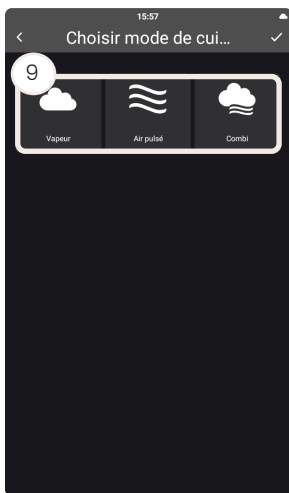 15:57
Choisir mode de cui...
9
Vapeur
Air pulsé
Combi